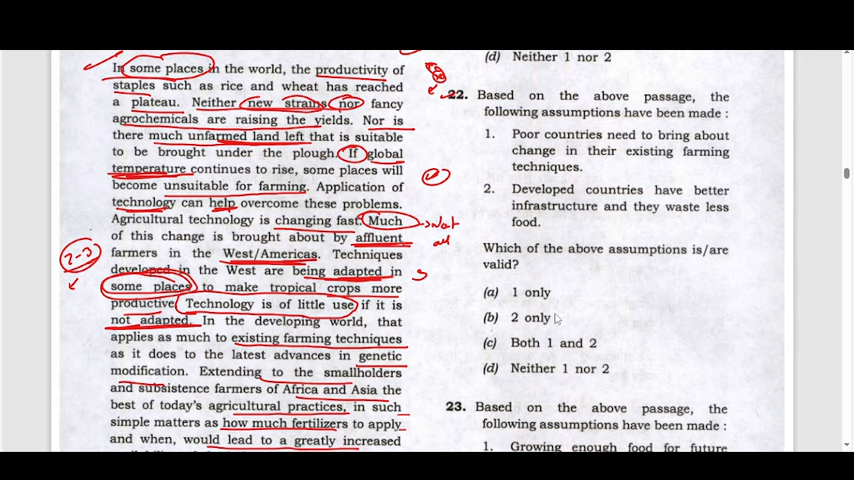 In some places in the world, the productivity of
staples such as rice and wheat has reached
a plateau. Neither new strains nor fancy
agrochemicals are raising the yields. Nor is
there much unfarmed land left that is suitable
to be brought under the plough. If global
temperature continues to rise, some places will
become unsuitable for farming. Application of
technology can help overcome these problems.
Agricultural technology is changing fast. Much
of this change is brought about by affluent
farmers in the West/Americas. Techniques
developed in the West are being adapted in
some places to make tropical crops more
productive. Technology is of little use if it is
not adapted. In the developing world, that
applies as much to existing farming techniques
as it does to the latest advances in genetic
modification. Extending to the smallholders
and subsistence farmers of Africa and Asia the
best of today's agricultural practices, in such
simple matters as how much fertilizers to apply
and when, would lead to a greatly increased
Not
all
(d) Neither 1 nor 2
22. Based on the above passage, the
following assumptions have been made :
1. Poor countries need to bring about
change in their existing farming
techniques.
2. Developed countries have better
infrastructure and they waste less
food.
Which of the above assumptions is/are
valid?
(a) 1 only
(b) 2 only
(c) Both 1 and 2
(d) Neither 1 nor 2
23. Based on the above passage, the
following assumptions have been made :
1. Growing enough food for future